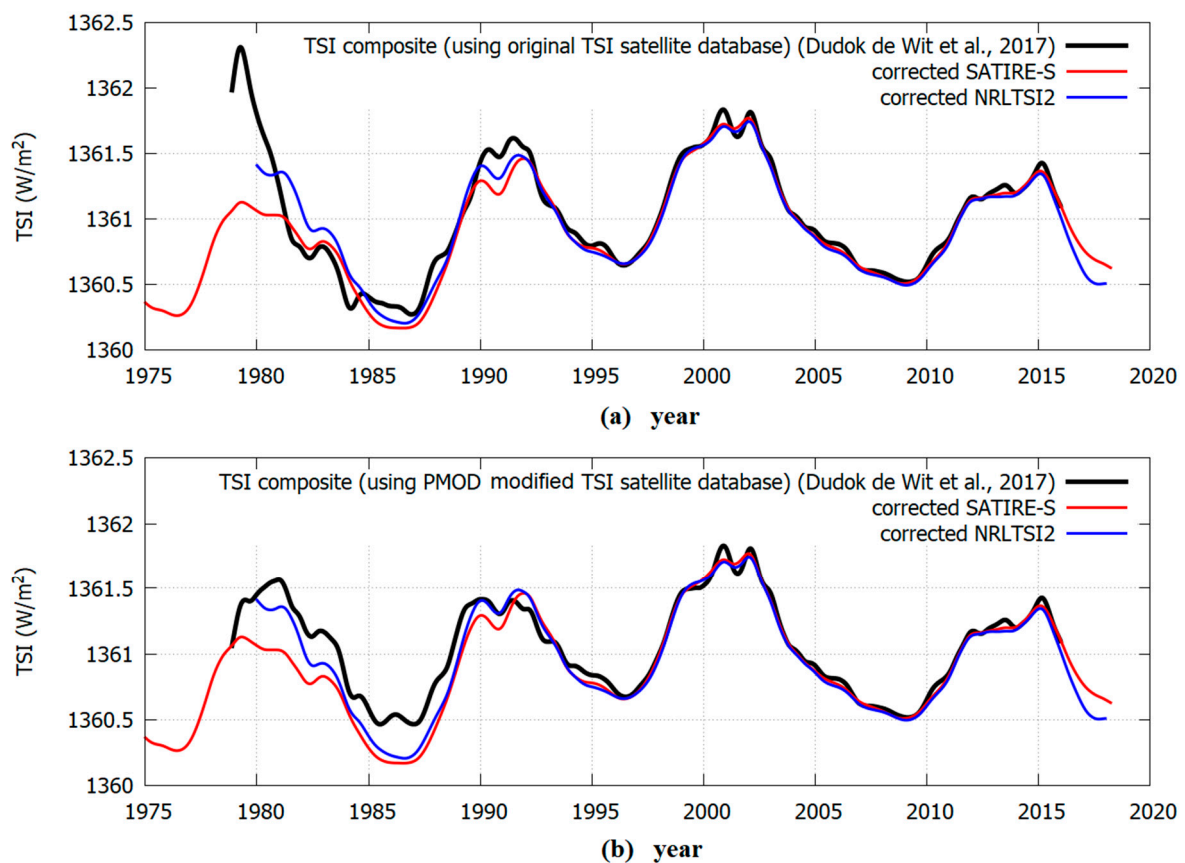 1362.5
TSI composite (using original TSI satellite database) (Dudok de Wit et al., 2017)
corrected SATIRE-S
corrected NRLTSI2
1362
1361.5
1361
1360.5
1360
TSI (W/m²)
1975 1980 1985 1990 1995 2000 2005 2010 2015 2020
(a) year
1362.5
TSI composite (using PMOD modified TSI satellite database) (Dudok de Wit et al., 2017)
corrected SATIRE-S
corrected NRLTSI2
1362
1361.5
1361
1360.5
1360
TSI (W/m²)
1975 1980 1985 1990 1995 2000 2005 2010 2015 2020
(b) year